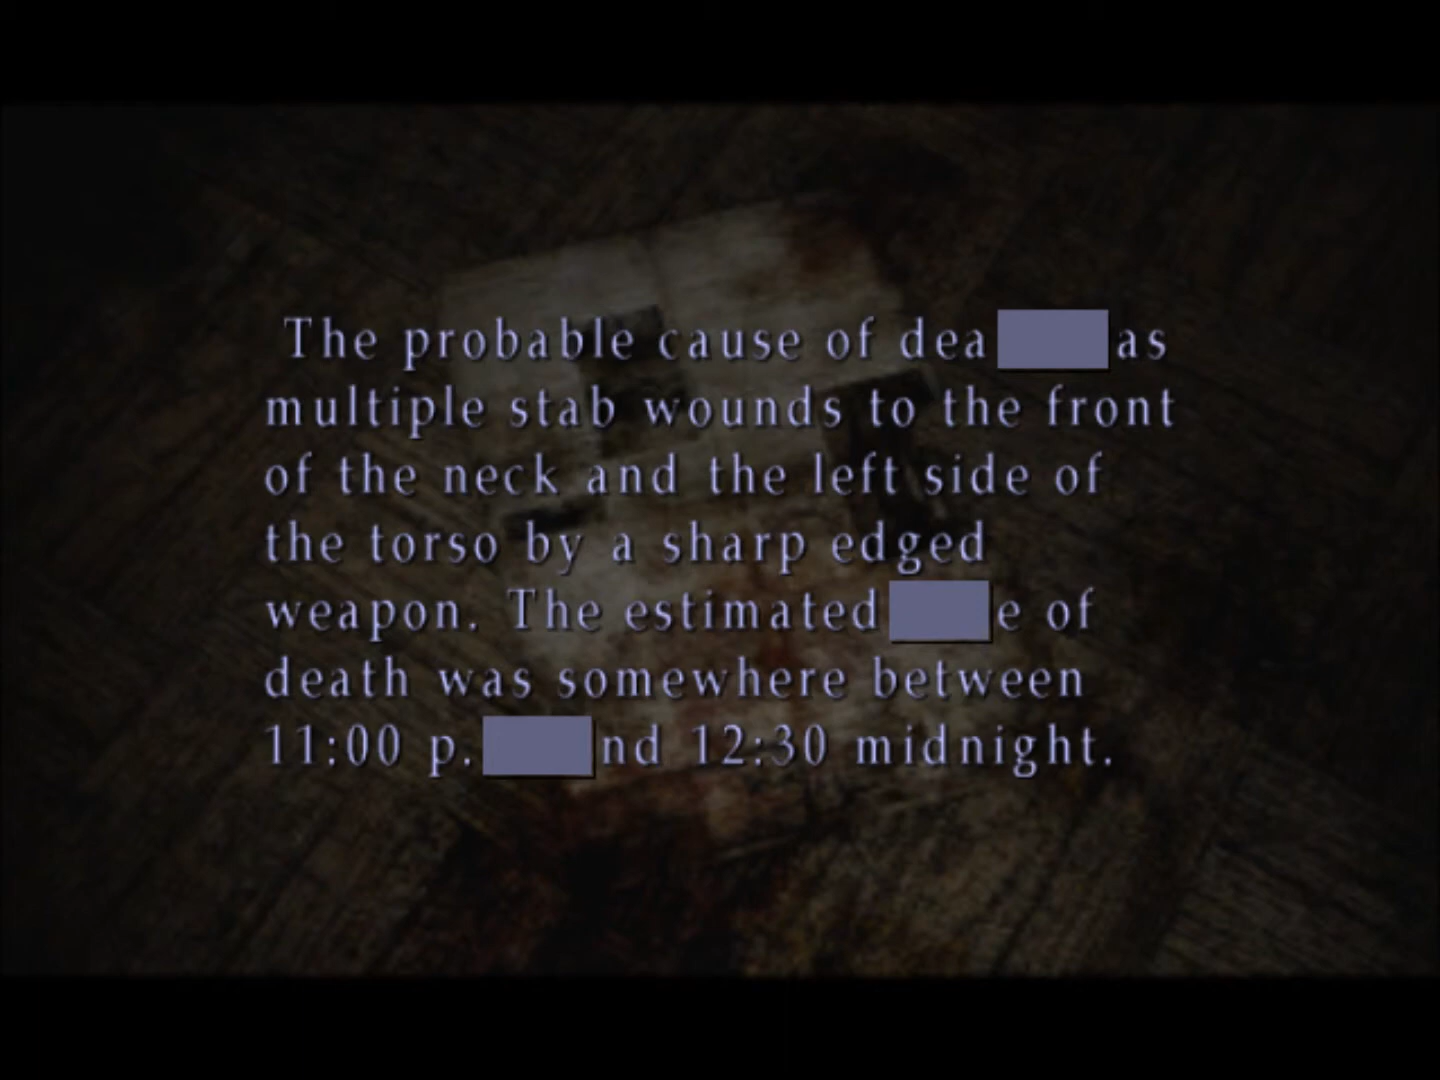 The probable cause of dea as
multiple stab wounds to the front
of the neck and the left side of
the torso by a sharp edged
weapon. The estimated e of
death was somewhere between
11:00 p. nd 12:30 midnight.